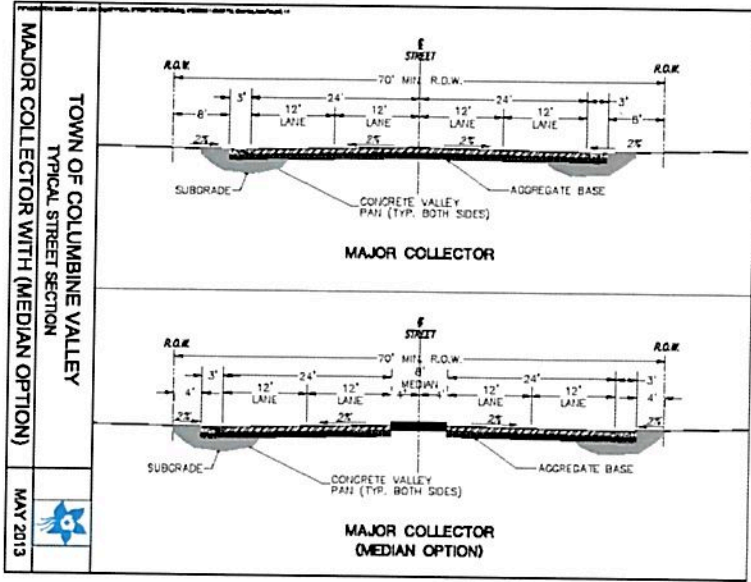 TOWN OF COLUMBINE VALLEY
TYPICAL STREET SECTION
MAJOR COLLECTOR WITH (MEDIAN OPTION)
MAY 2013
STREET
R.O.W.
R.O.W.
70' MIN. R.O.W.
3'
24'
24'
3'
8'
12'
LANE
12'
LANE
12'
LANE
12'
LANE
8'
2%
2%
2%
2%
SUBGRADE
AGGREGATE BASE
CONCRETE VALLEY
PAN (TYP. BOTH SIDES)
MAJOR COLLECTOR
STREET
R.O.W.
R.O.W.
70' MIN. R.O.W.
3'
24'
8'
MEDIAN
24'
3'
4'
12'
LANE
12'
LANE
4'
4'
12'
LANE
12'
LANE
4'
2%
2%
2%
2%
SUBGRADE
AGGREGATE BASE
CONCRETE VALLEY
PAN (TYP. BOTH SIDES)
MAJOR COLLECTOR
(MEDIAN OPTION)